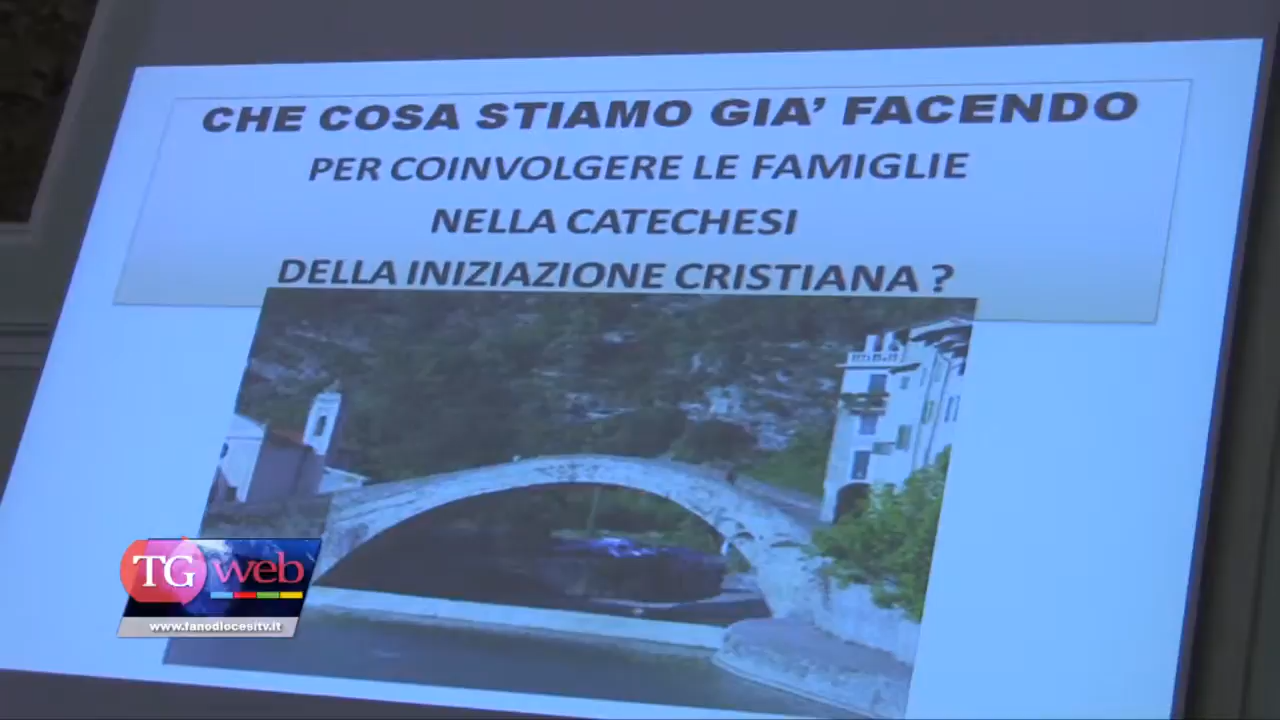 CHE COSA STIAMO GIA' FACENDO
PER COINVOLGERE LE FAMIGLIE
NELLA CATECHESI
DELLA INIZIAZIONE CRISTIANA ?
TG web
www.fanodiocesitv.it